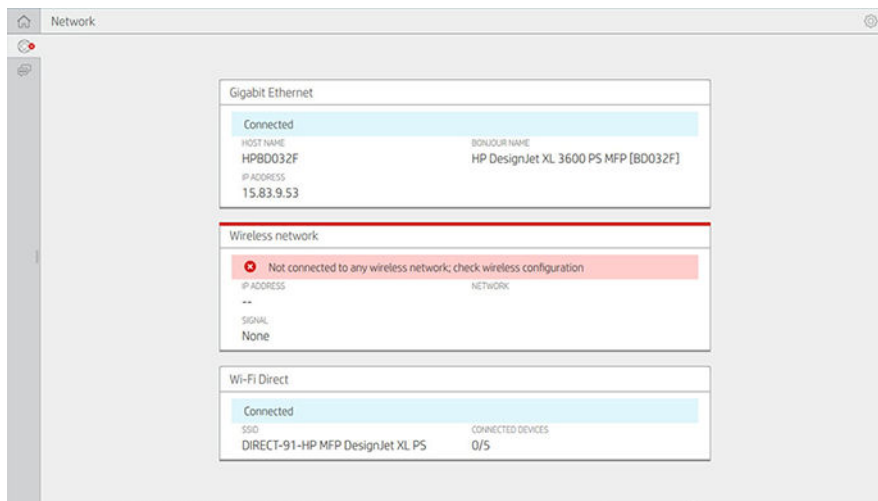 Network
Gigabit Ethernet
Connected
HOST NAME
BONJOUR NAME
HPBD032F
HP DesignJet XL 3600 PS MFP [BD032F]
IP ADDRESS
15.83.9.53
Wireless network
Not connected to any wireless network; check wireless configuration
IP ADDRESS
NETWORK
--
SIGNAL
None
Wi-Fi Direct
Connected
SSID
CONNECTED DEVICES
DIRECT-91-HP MFP DesignJet XL PS
0/5